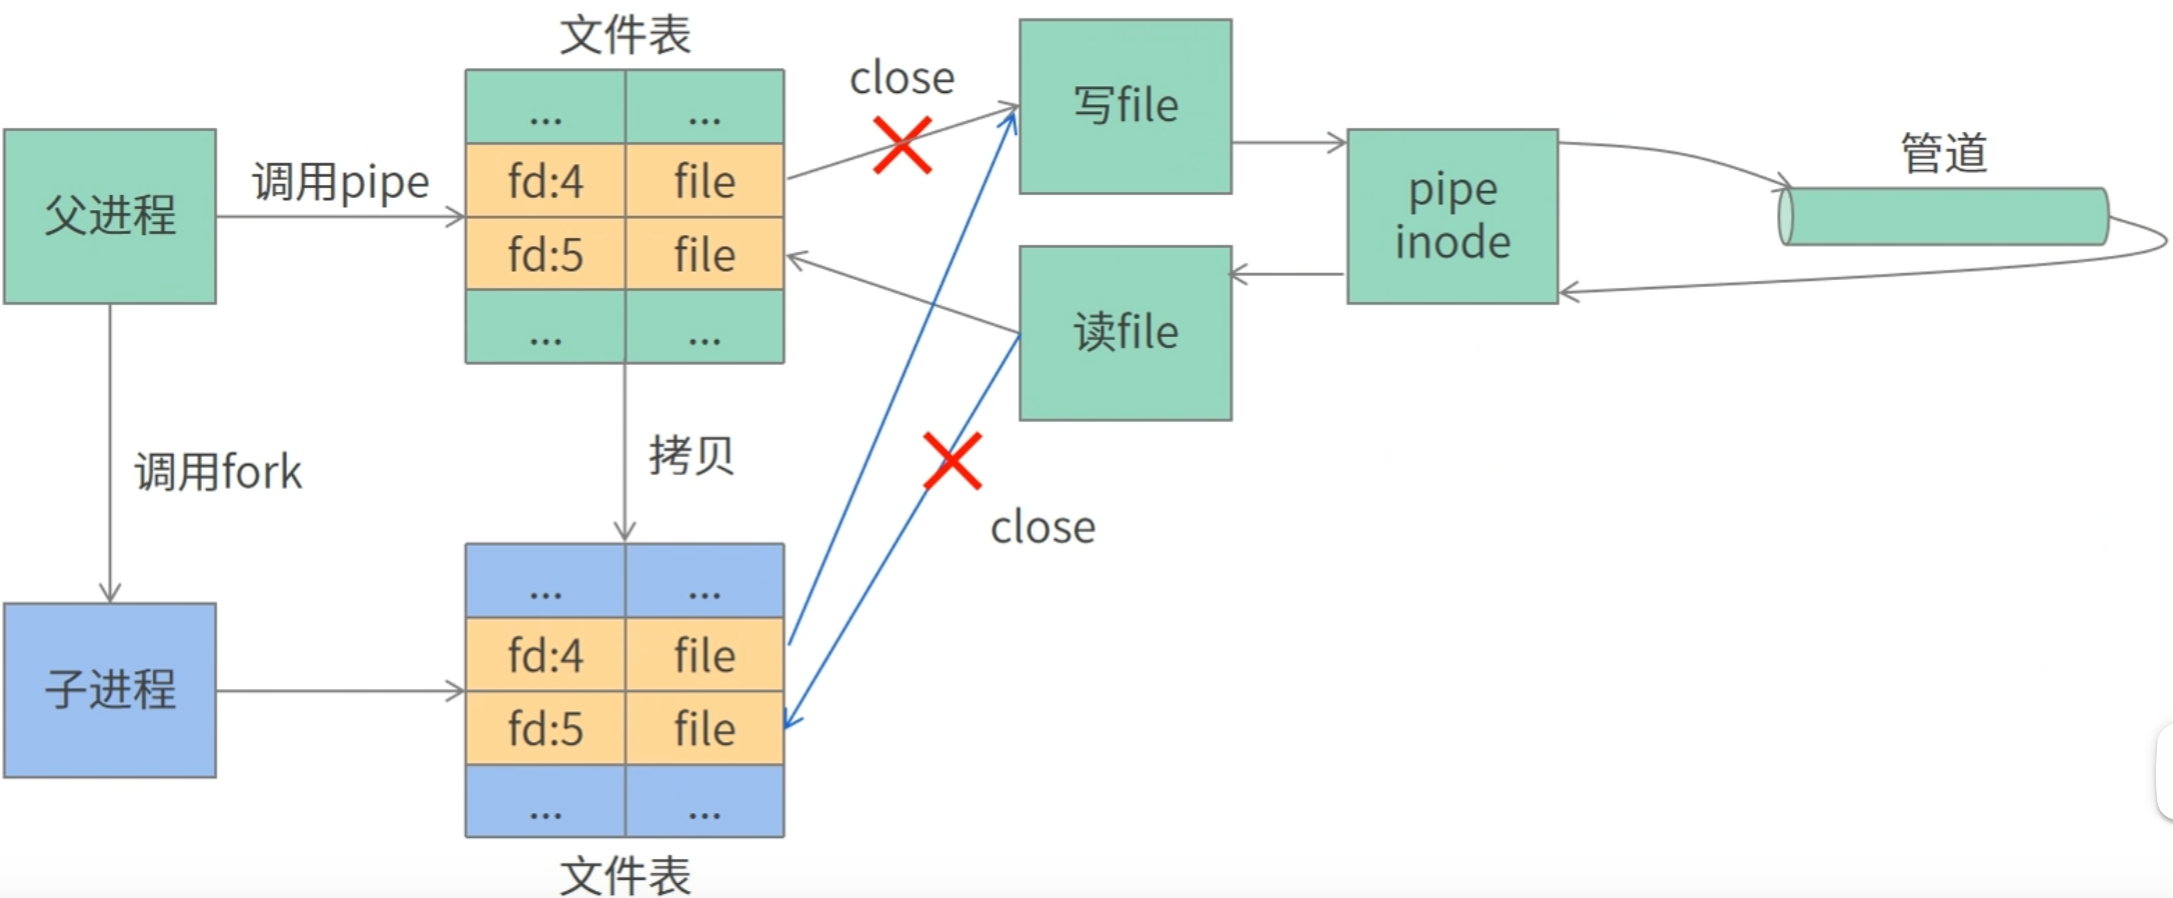 文件表
... ...
fd:4 file
fd:5 file
... ...
close
写file
pipe
inode
管道
父进程
调用pipe
读file
调用fork
拷贝
close
子进程
... ...
fd:4 file
fd:5 file
... ...
文件表